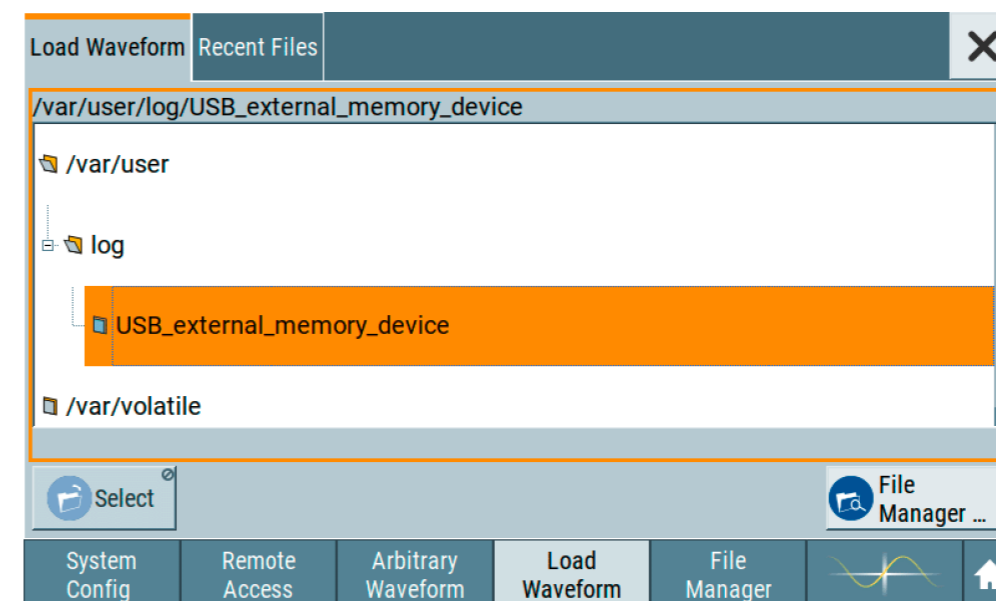 Load Waveform Recent Files
/var/user/log/USB_external_memory_device
/var/user
log
USB_external_memory_device
/var/volatile
Select
File
Manager ...
System
Config
Remote
Access
Arbitrary
Waveform
Load
Waveform
File
Manager